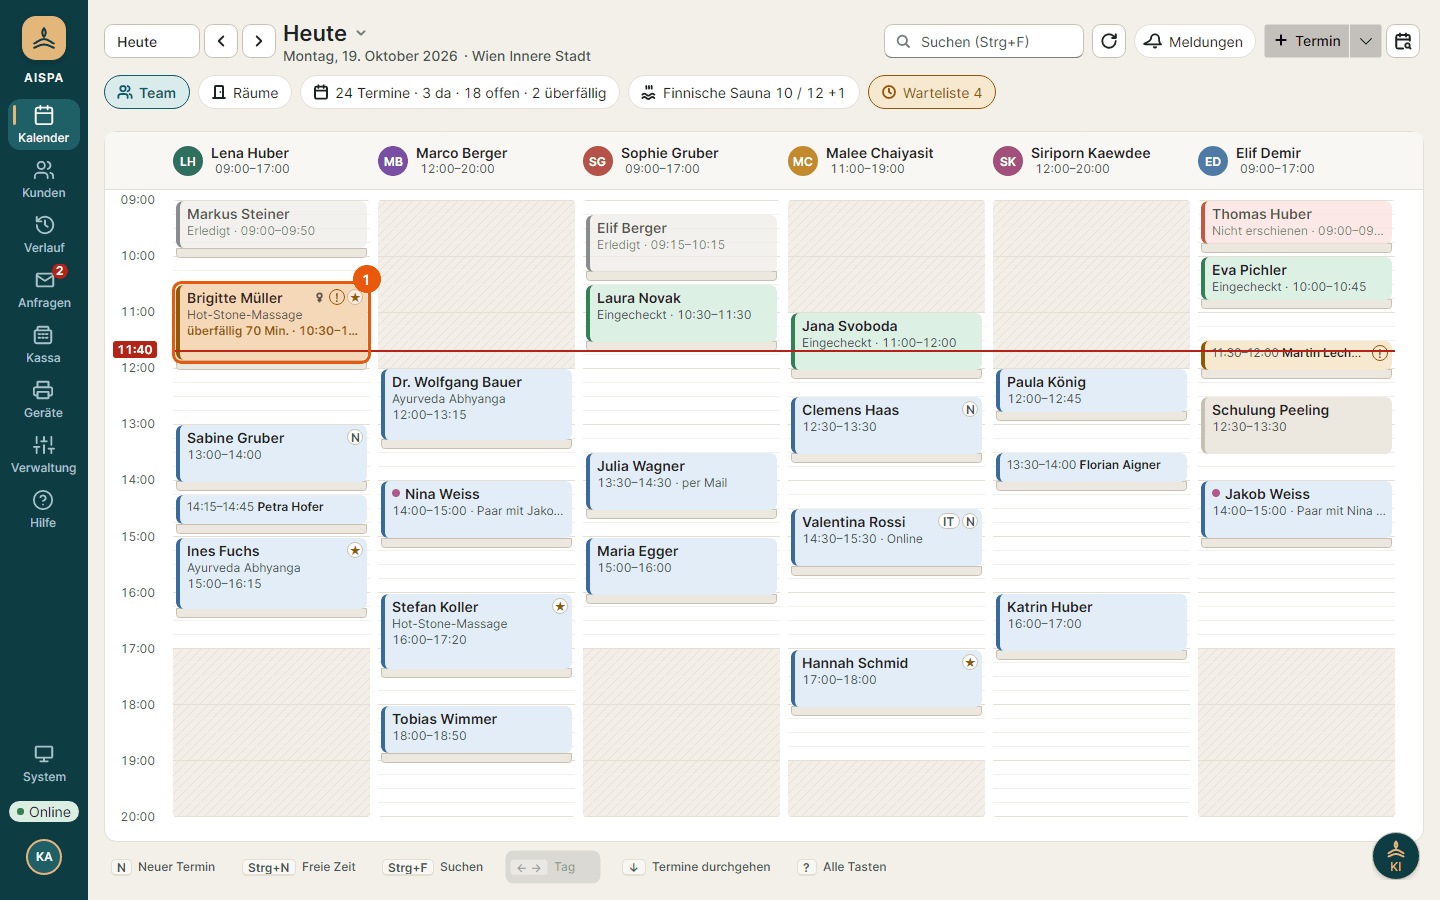 AISPA
Kalender
Kunden
Verlauf
2
Anfragen
Kassa
Geräte
Verwaltung
Hilfe
System
Online
KA
Heute
Heute
Montag, 19. Oktober 2026 · Wien Innere Stadt
Suchen (Strg+F)
Meldungen
+ Termin
Team
Räume
24 Termine · 3 da · 18 offen · 2 überfällig
Finnische Sauna 10 / 12 +1
Warteliste 4
LH Lena Huber
09:00–17:00
MB Marco Berger
12:00–20:00
SG Sophie Gruber
09:00–17:00
MC Malee Chaiyasit
11:00–19:00
SK Siriporn Kaewdee
12:00–20:00
ED Elif Demir
09:00–17:00
09:00
10:00
11:00
11:40
12:00
13:00
14:00
15:00
16:00
17:00
18:00
19:00
20:00
Markus Steiner
Erledigt · 09:00–09:50
1
Brigitte Müller
Hot-Stone-Massage
überfällig 70 Min. · 10:30–1...
Sabine Gruber N
13:00–14:00
14:15–14:45 Petra Hofer
Ines Fuchs
Ayurveda Abhyanga
15:00–16:15
Dr. Wolfgang Bauer
Ayurveda Abhyanga
12:00–13:15
Nina Weiss
14:00–15:00 · Paar mit Jako...
Stefan Koller
Hot-Stone-Massage
16:00–17:20
Tobias Wimmer
18:00–18:50
Elif Berger
Erledigt · 09:15–10:15
Laura Novak
Eingecheckt · 10:30–11:30
Julia Wagner
13:30–14:30 · per Mail
Maria Egger
15:00–16:00
Jana Svoboda
Eingecheckt · 11:00–12:00
Clemens Haas N
12:30–13:30
Valentina Rossi IT N
14:30–15:30 · Online
Hannah Schmid
17:00–18:00
Paula König
12:00–12:45
13:30–14:00 Florian Aigner
Katrin Huber
16:00–17:00
Thomas Huber
Nicht erschienen · 09:00–09...
Eva Pichler
Eingecheckt · 10:00–10:45
11:30–12:00 Martin Lech...
Schulung Peeling
12:30–13:30
Jakob Weiss
14:00–15:00 · Paar mit Nina ...
N Neuer Termin
Strg+N Freie Zeit
Strg+F Suchen
← → Tag
↓ Termine durchgehen
? Alle Tasten
KI